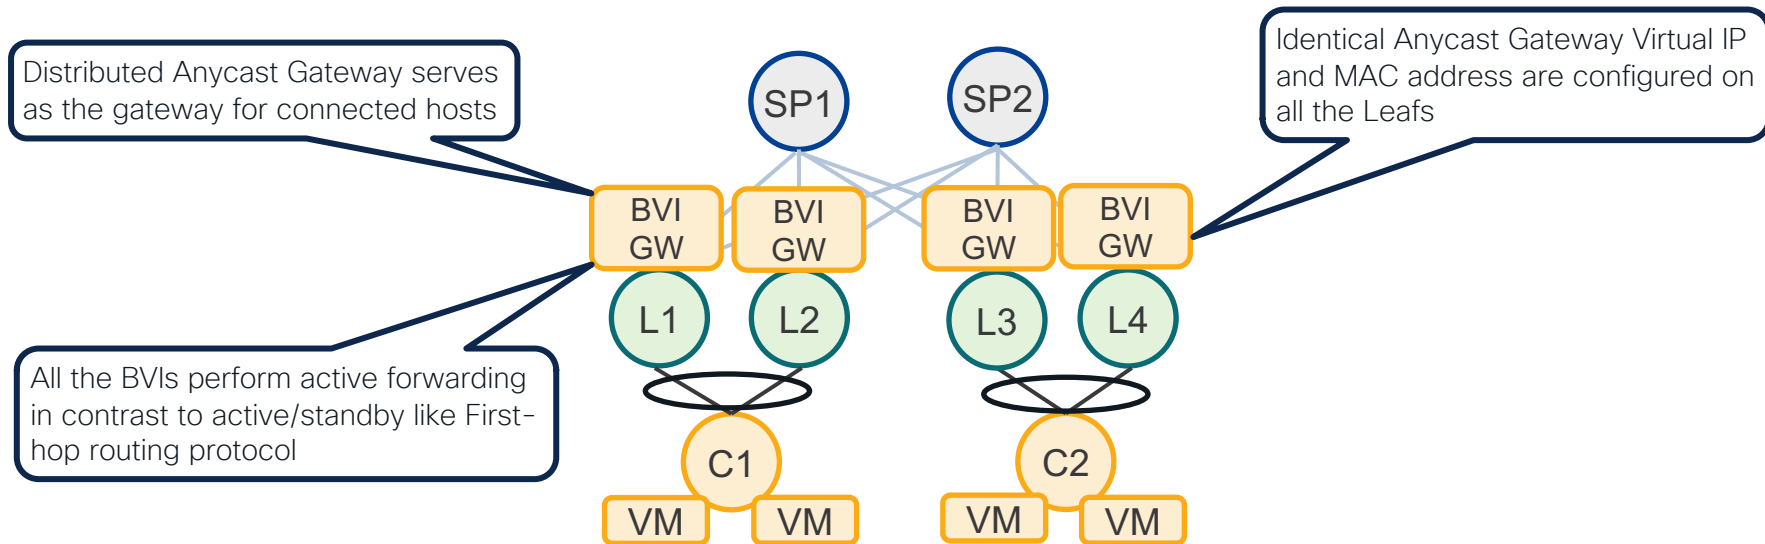 Distributed Anycast Gateway serves
as the gateway for connected hosts
SP1
SP2
Identical Anycast Gateway Virtual IP
and MAC address are configured on
all the Leafs
BVI
GW
BVI
GW
BVI
GW
BVI
GW
L1
L2
L3
L4
All the BVIs perform active forwarding
in contrast to active/standby like First-
hop routing protocol
C1
C2
VM
VM
VM
VM